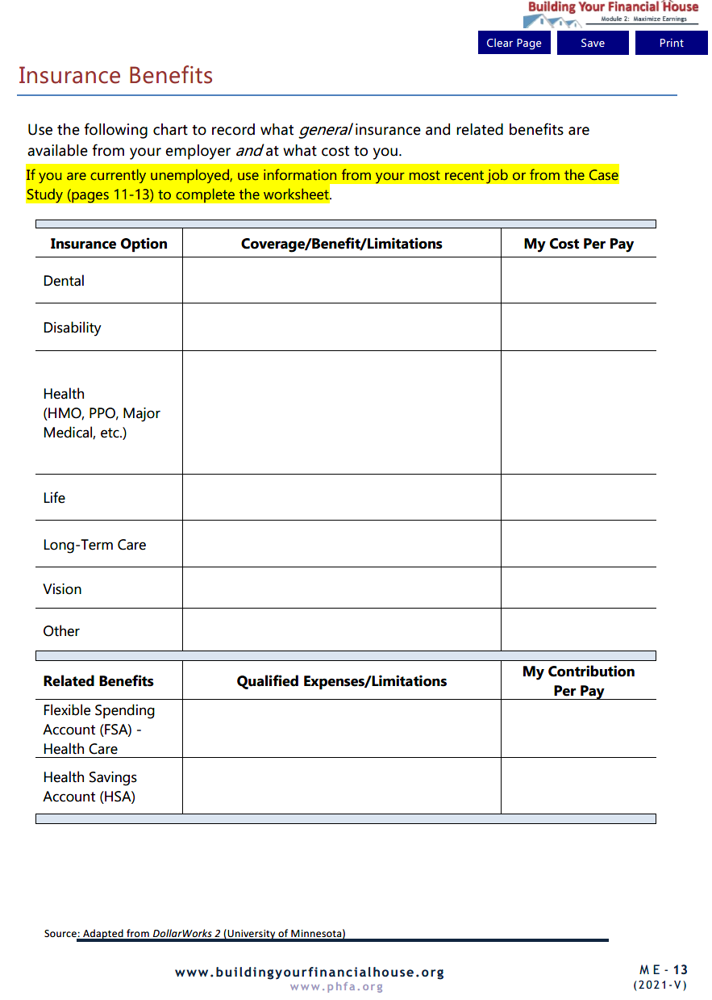 Building Your Financial House
Module 2: Maximize Earnings
Clear Page Save Print
Insurance Benefits
Use the following chart to record what general insurance and related benefits are
available from your employer and at what cost to you.
If you are currently unemployed, use information from your most recent job or from the Case
Study (pages 11-13) to complete the worksheet.
Insurance Option Coverage/Benefit/Limitations My Cost Per Pay
Dental
Disability
Health
(HMO, PPO, Major
Medical, etc.)
Life
Long-Term Care
Vision
Other
Related Benefits Qualified Expenses/Limitations My Contribution
Per Pay
Flexible Spending
Account (FSA) -
Health Care
Health Savings
Account (HSA)
Source: Adapted from DollarWorks 2 (University of Minnesota)
www.buildingyourfinancialhouse.org ME - 13
www.phfa.org (2021-V)